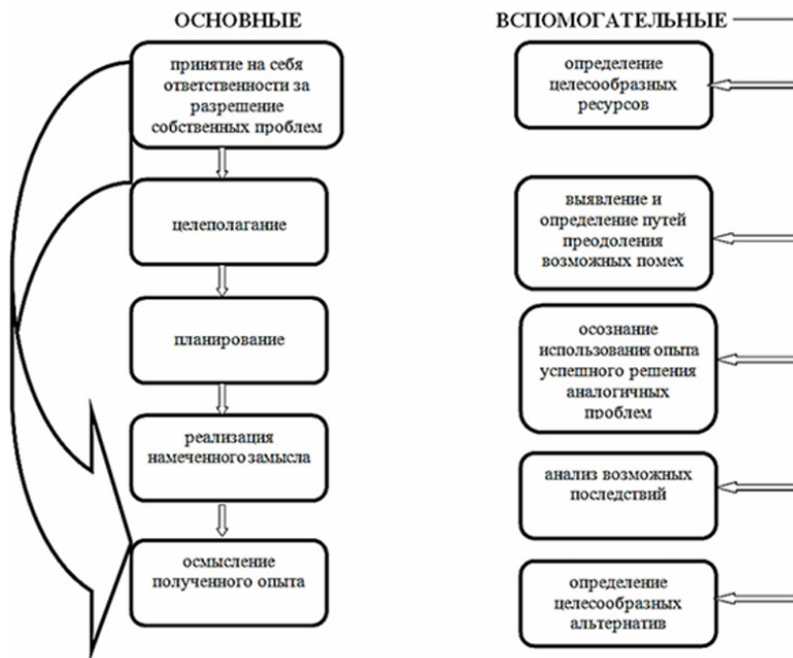 ОСНОВНЫЕ
принятие на себя
ответственности за
разрешение
собственных проблем
целеполагание
планирование
реализация
намеченного замысла
осмысление
полученного опыта
ВСПОМОГАТЕЛЬНЫЕ
определение
целесообразных
ресурсов
выявление и
определение путей
преодоления
возможных помех
осознание
использования опыта
успешного решения
аналогичных
проблем
анализ возможных
последствий
определение
целесообразных
альтернатив